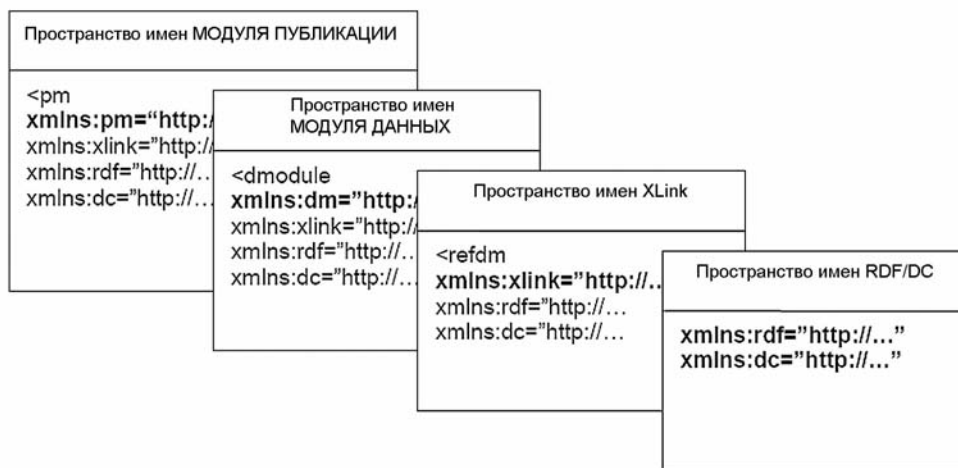 Пространство имен МОДУЛЯ ПУБЛИКАЦИИ
<pm
xmlns:pm=“http:/
xmlns:xlink=”http://
xmlns:rdf=”http://…
xmlns:dc=”http://…
Пространство имен
МОДУЛЯ ДАННЫХ
<dmodule
xmlns:dm=”http:/
xmlns:xlink=”http:/
xmlns:rdf=”http://…
xmlns:dc=”http://…
Пространство имен XLink
<refdm
xmlns:xlink=”http://..
xmlns:rdf=”http://…
xmlns:dc=”http://…
Пространство имен RDF/DC
xmlns:rdf=”http://…”
xmlns:dc=”http://…”